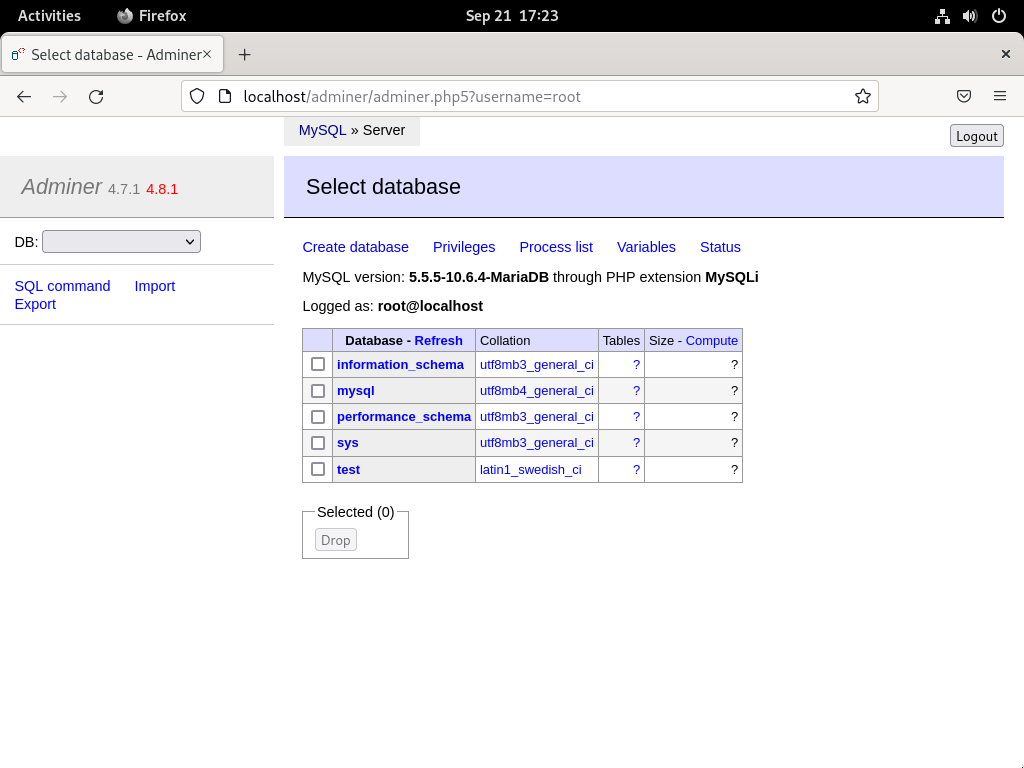 Activities Firefox Sep 21 17:23
Select database - Adminer
localhost/adminer/adminer.php5?username=root
MySQL » Server Logout
Adminer 4.7.1 4.8.1
Select database
DB:
Create database Privileges Process list Variables Status
MySQL version: 5.5.5-10.6.4-MariaDB through PHP extension MySQLi
SQL command Import
Export
Logged as: root@localhost
Database - Refresh Collation Tables Size - Compute
information_schema utf8mb3_general_ci ? ?
mysql utf8mb4_general_ci ? ?
performance_schema utf8mb3_general_ci ? ?
sys utf8mb3_general_ci ? ?
test latin1_swedish_ci ? ?
Selected (0)
Drop